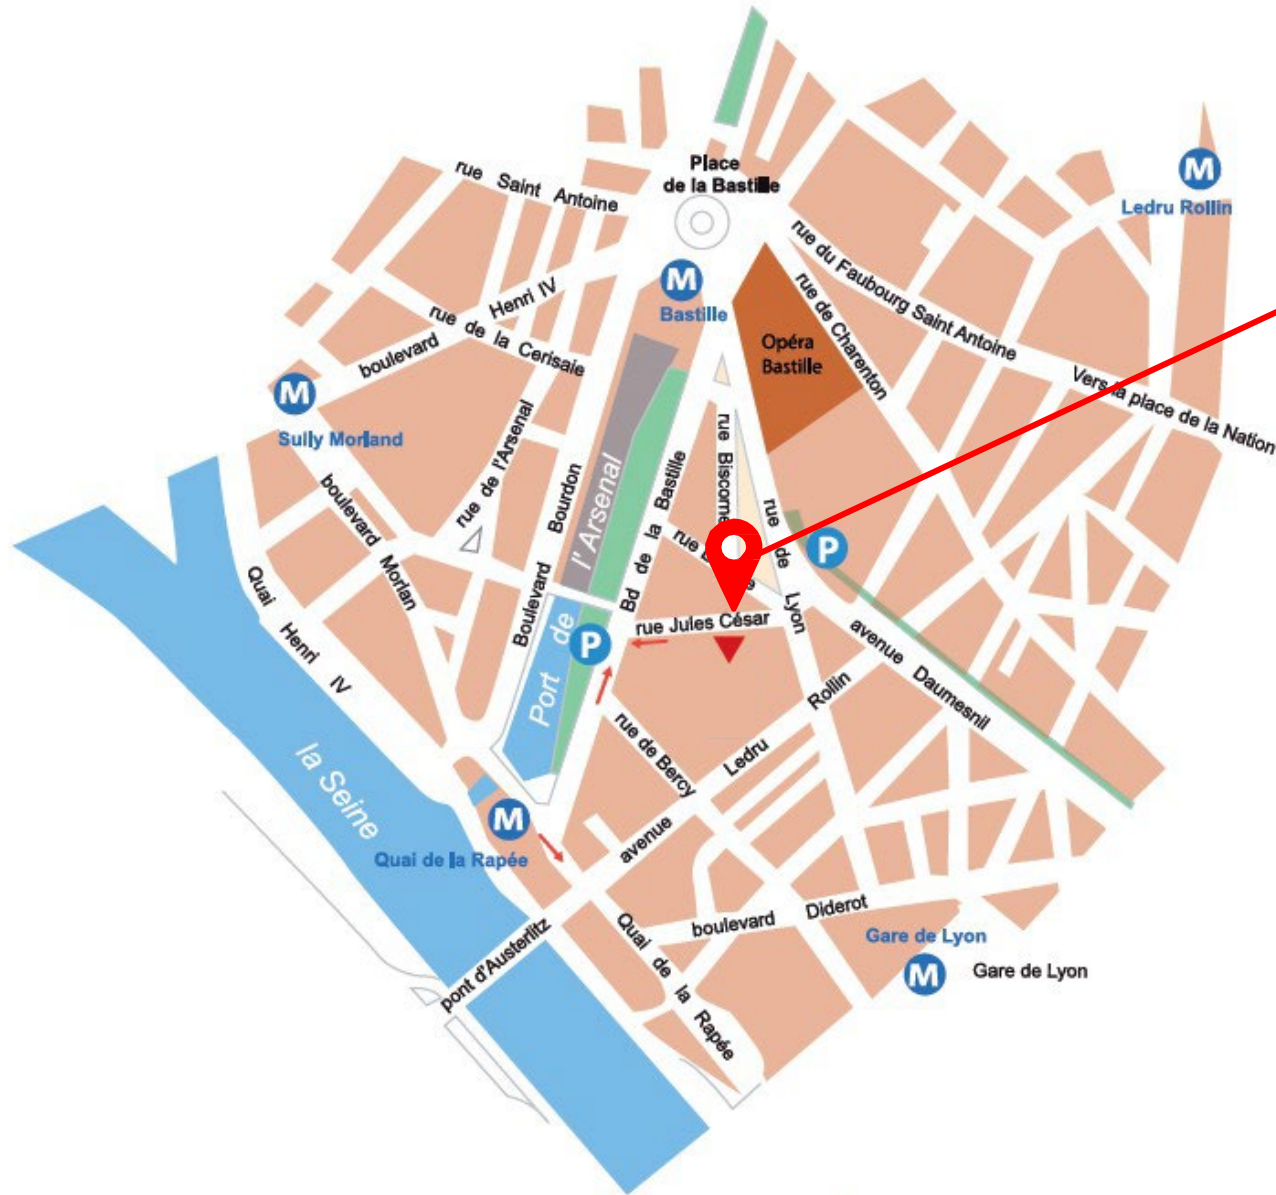 Place
de la Bastille
rue Saint Antoine
M
Ledru Rollin
rue du Faubourg Saint Antoine
Vers la place de la Nation
rue de Charenton
M
Bastille
boulevard Henri IV
rue de la Cerisaie
Opéra
Bastille
M
Sully Morland
rue de l'Arsenal
Boulevard Bourdon
Port de l'Arsenal
Bd de la Bastille
rue
rue
rue de Lyon
P
boulevard Morlan
Quai Henri IV
rue Jules César
P
avenue Daumesnil
rue de Bercy
avenue Ledru Rollin
la Seine
M
Quai de la Rapée
boulevard Diderot
pont d'Austerlitz
Quai de la Rapée
Gare de Lyon
M
Gare de Lyon